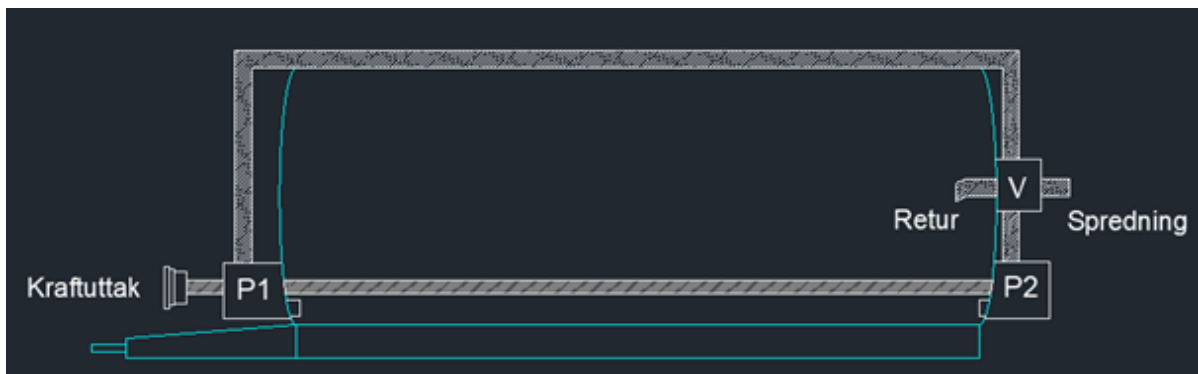 V
Retur
Spredning
Kraftuttak
P1
P2